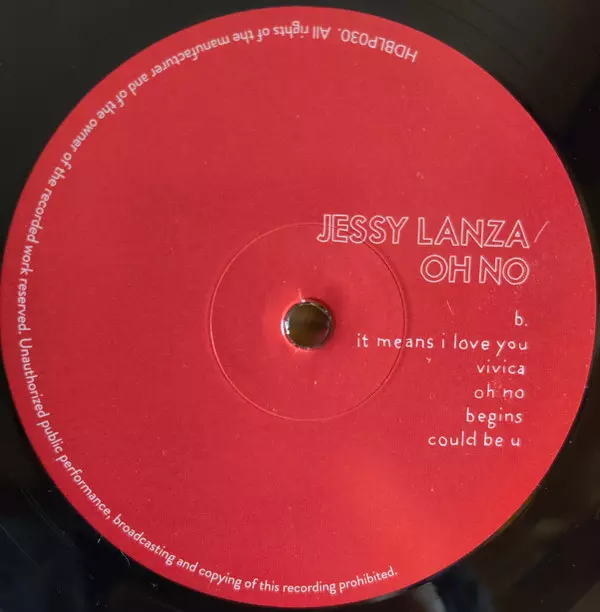 JESSY LANZA/
OH NO
b.
it means i love you
vivica
oh no
begins
could be u
HDBLP030. All rights of the manufacturer and of the owner of the recorded work reserved. Unauthorized public performance, broadcasting and copying of this recording prohibited.